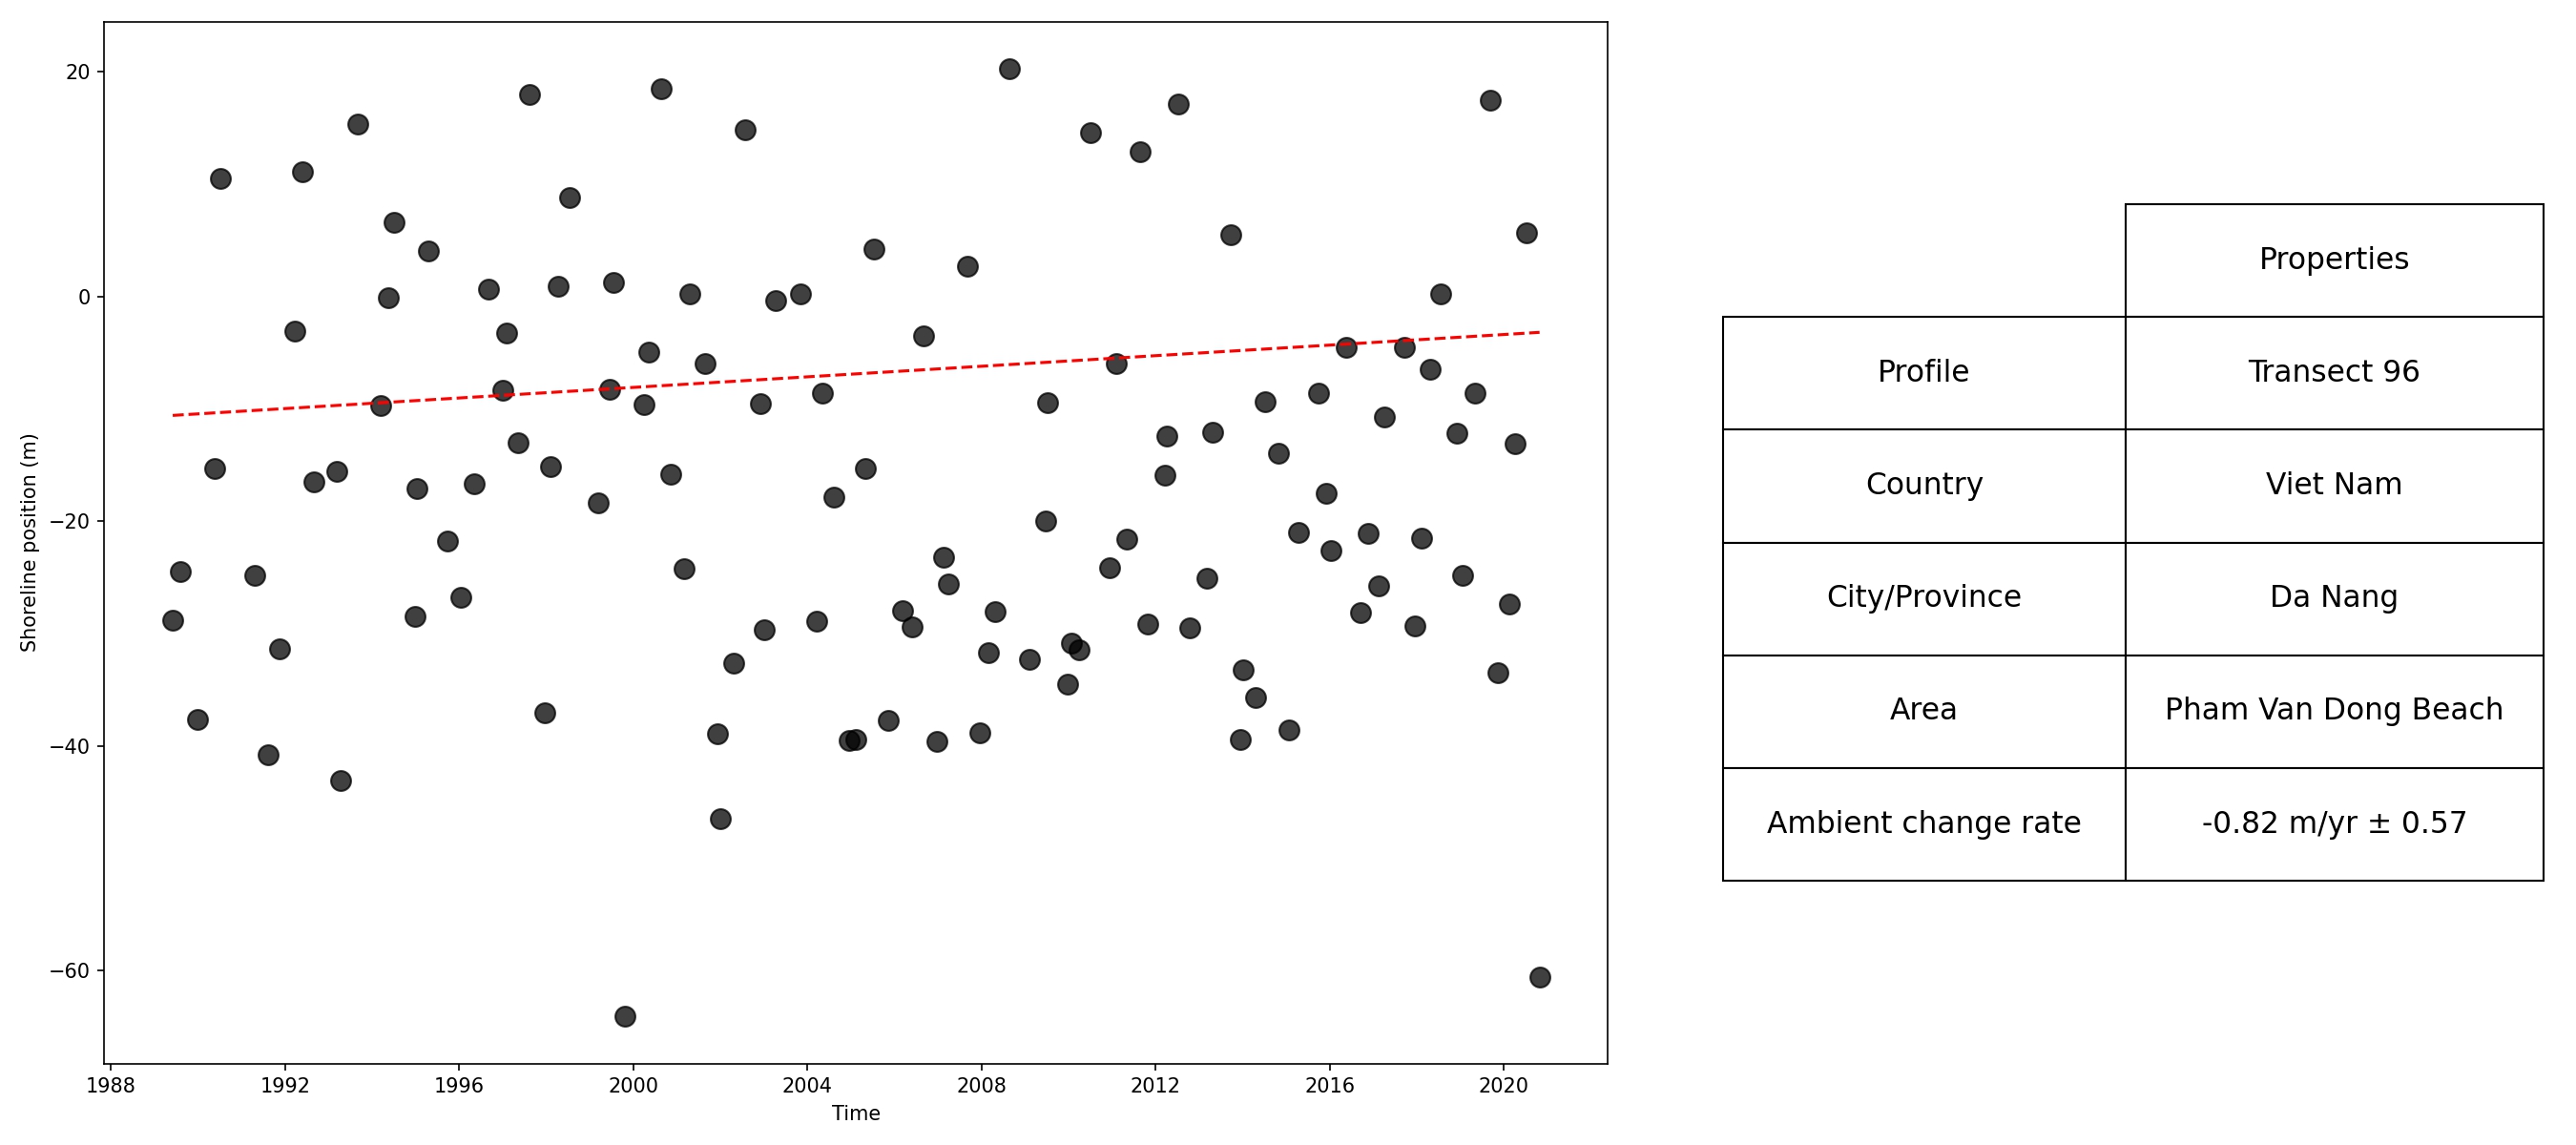 20
0
−20
−40
−60
Shoreline position (m)
1988 1992 1996 2000 2004 2008 2012 2016 2020
Time
Properties
Profile Transect 96
Country Viet Nam
City/Province Da Nang
Area Pham Van Dong Beach
Ambient change rate -0.82 m/yr ± 0.57